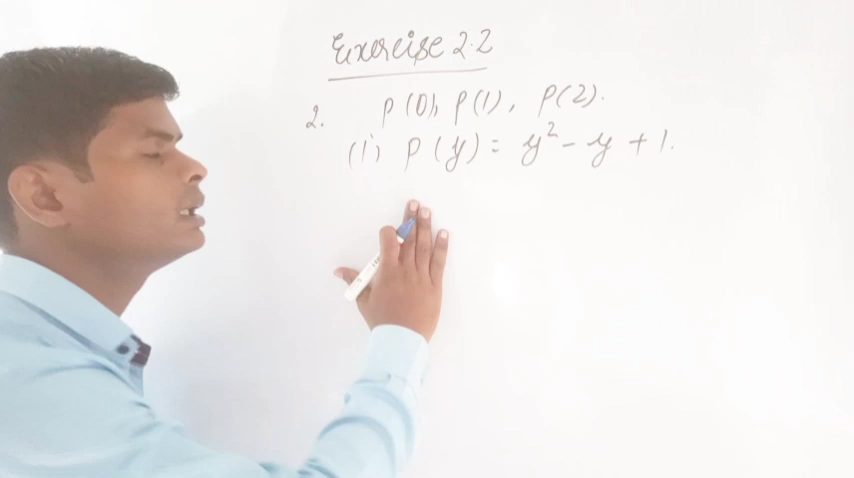 Exercise 2.2
2. P(0), P(1), P(2).
(i) P(y) = y² - y + 1.